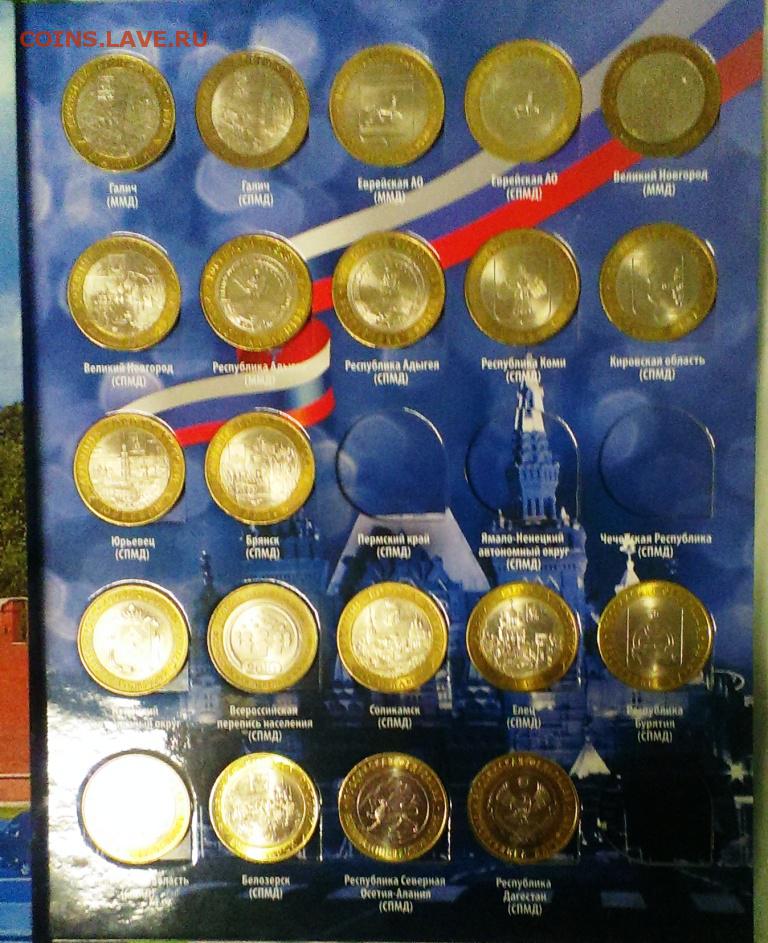 COINS.LAVE.RU
Галич
(ММД)
Галич
(СПМД)
Еврейская АО
(ММД)
Еврейская АО
(СПМД)
Великий Новгород
(ММД)
Великий Новгород
(СПМД)
Республика
(ММД)
Республика Адыгея
(СПМД)
Республика Коми
(СПМД)
Кировская область
(СПМД)
Юрьевец
(СПМД)
Брянск
(СПМД)
Пермский край
(СПМД)
Ямало-Ненецкий
автономный округ
(СПМД)
Чеченская Республика
(СПМД)
округ
Всероссийская
перепись населения
(СПМД)
Соликамск
(СПМД)
Елец
(СПМД)
Республика
Бурятия
(СПМД)
Белозерск
(СПМД)
Республика Северная
Осетия-Алания
(СПМД)
Республика
Дагестан
(СПМД)